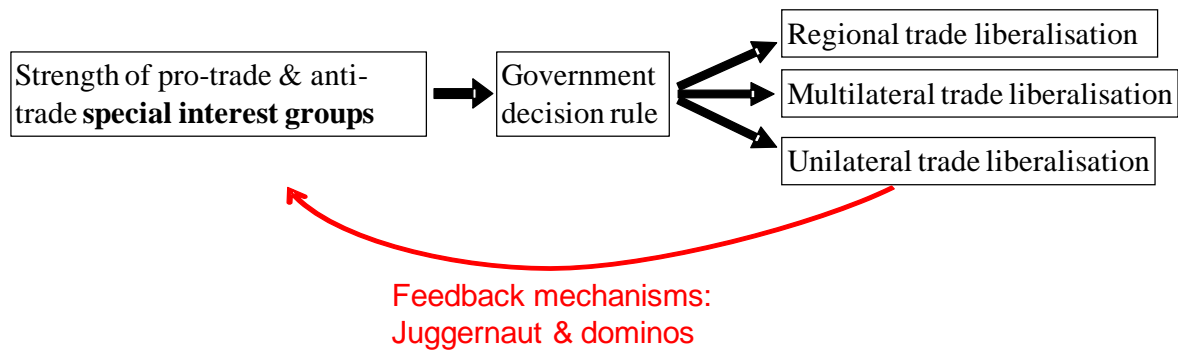 Strength of pro-trade & anti-
trade special interest groups
Government
decision rule
Regional trade liberalisation
Multilateral trade liberalisation
Unilateral trade liberalisation
Feedback mechanisms:
Juggernaut & dominos